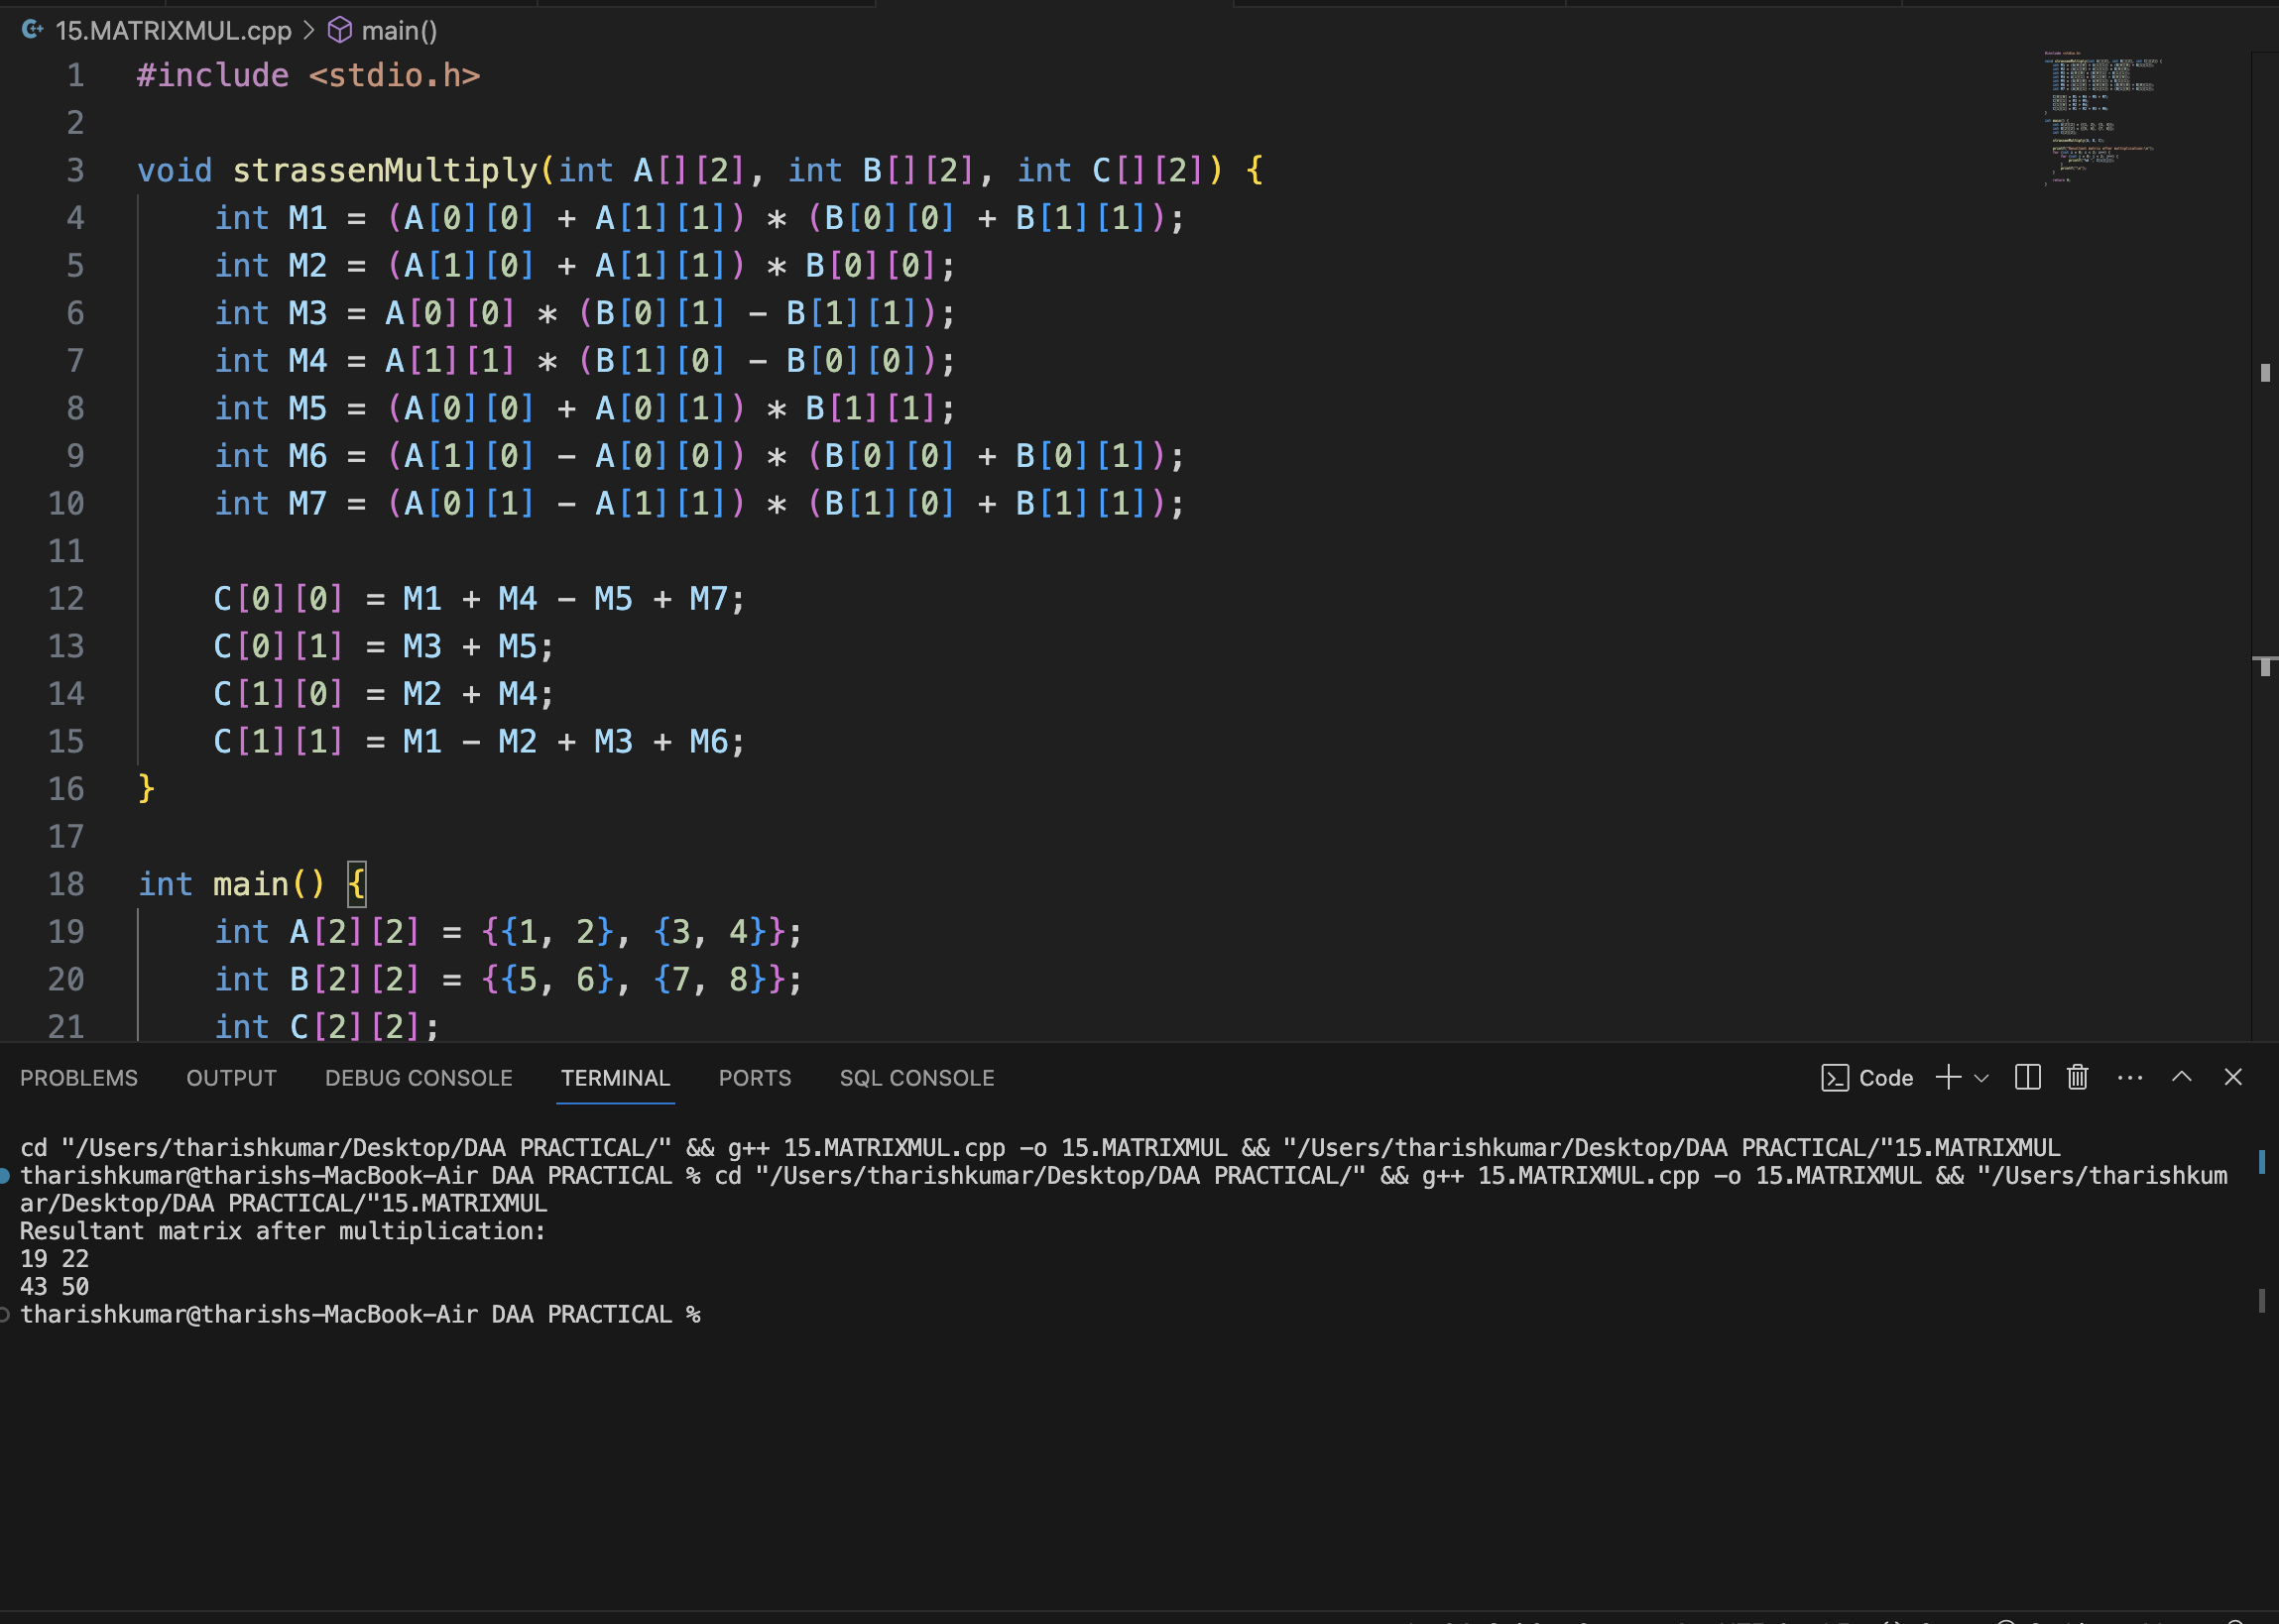 15.MATRIXMUL.cpp > main()
1 #include <stdio.h>
2
3 void strassenMultiply(int A[][2], int B[][2], int C[][2]) {
4 int M1 = (A[0][0] + A[1][1]) * (B[0][0] + B[1][1]);
5 int M2 = (A[1][0] + A[1][1]) * B[0][0];
6 int M3 = A[0][0] * (B[0][1] - B[1][1]);
7 int M4 = A[1][1] * (B[1][0] - B[0][0]);
8 int M5 = (A[0][0] + A[0][1]) * B[1][1];
9 int M6 = (A[1][0] - A[0][0]) * (B[0][0] + B[0][1]);
10 int M7 = (A[0][1] - A[1][1]) * (B[1][0] + B[1][1]);
11
12 C[0][0] = M1 + M4 - M5 + M7;
13 C[0][1] = M3 + M5;
14 C[1][0] = M2 + M4;
15 C[1][1] = M1 - M2 + M3 + M6;
16 }
17
18 int main() {
19 int A[2][2] = {{1, 2}, {3, 4}};
20 int B[2][2] = {{5, 6}, {7, 8}};
21 int C[2][2];
PROBLEMS OUTPUT DEBUG CONSOLE TERMINAL PORTS SQL CONSOLE Code
cd "/Users/tharishkumar/Desktop/DAA PRACTICAL/" && g++ 15.MATRIXMUL.cpp -o 15.MATRIXMUL && "/Users/tharishkumar/Desktop/DAA PRACTICAL/"15.MATRIXMUL
tharishkumar@tharishs-MacBook-Air DAA PRACTICAL % cd "/Users/tharishkumar/Desktop/DAA PRACTICAL/" && g++ 15.MATRIXMUL.cpp -o 15.MATRIXMUL && "/Users/tharishkum
ar/Desktop/DAA PRACTICAL/"15.MATRIXMUL
Resultant matrix after multiplication:
19 22
43 50
tharishkumar@tharishs-MacBook-Air DAA PRACTICAL %